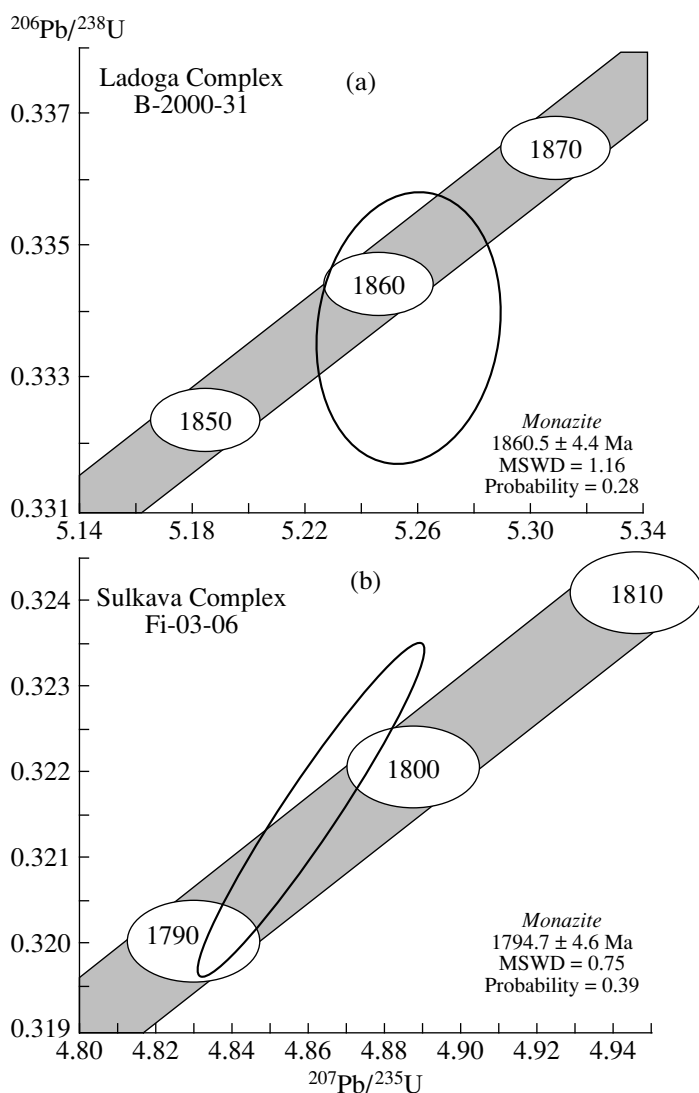 ²⁰⁶Pb/²³⁸U
Ladoga Complex
B-2000-31
(a)
0.337
0.335
0.333
0.331
1870
1860
1850
Monazite
1860.5 ± 4.4 Ma
MSWD = 1.16
Probability = 0.28
5.14 5.18 5.22 5.26 5.30 5.34
(b)
Sulkava Complex
Fi-03-06
0.324
0.323
0.322
0.321
0.320
0.319
1810
1800
1790
Monazite
1794.7 ± 4.6 Ma
MSWD = 0.75
Probability = 0.39
4.80 4.82 4.84 4.86 4.88 4.90 4.92 4.94
²⁰⁷Pb/²³⁵U